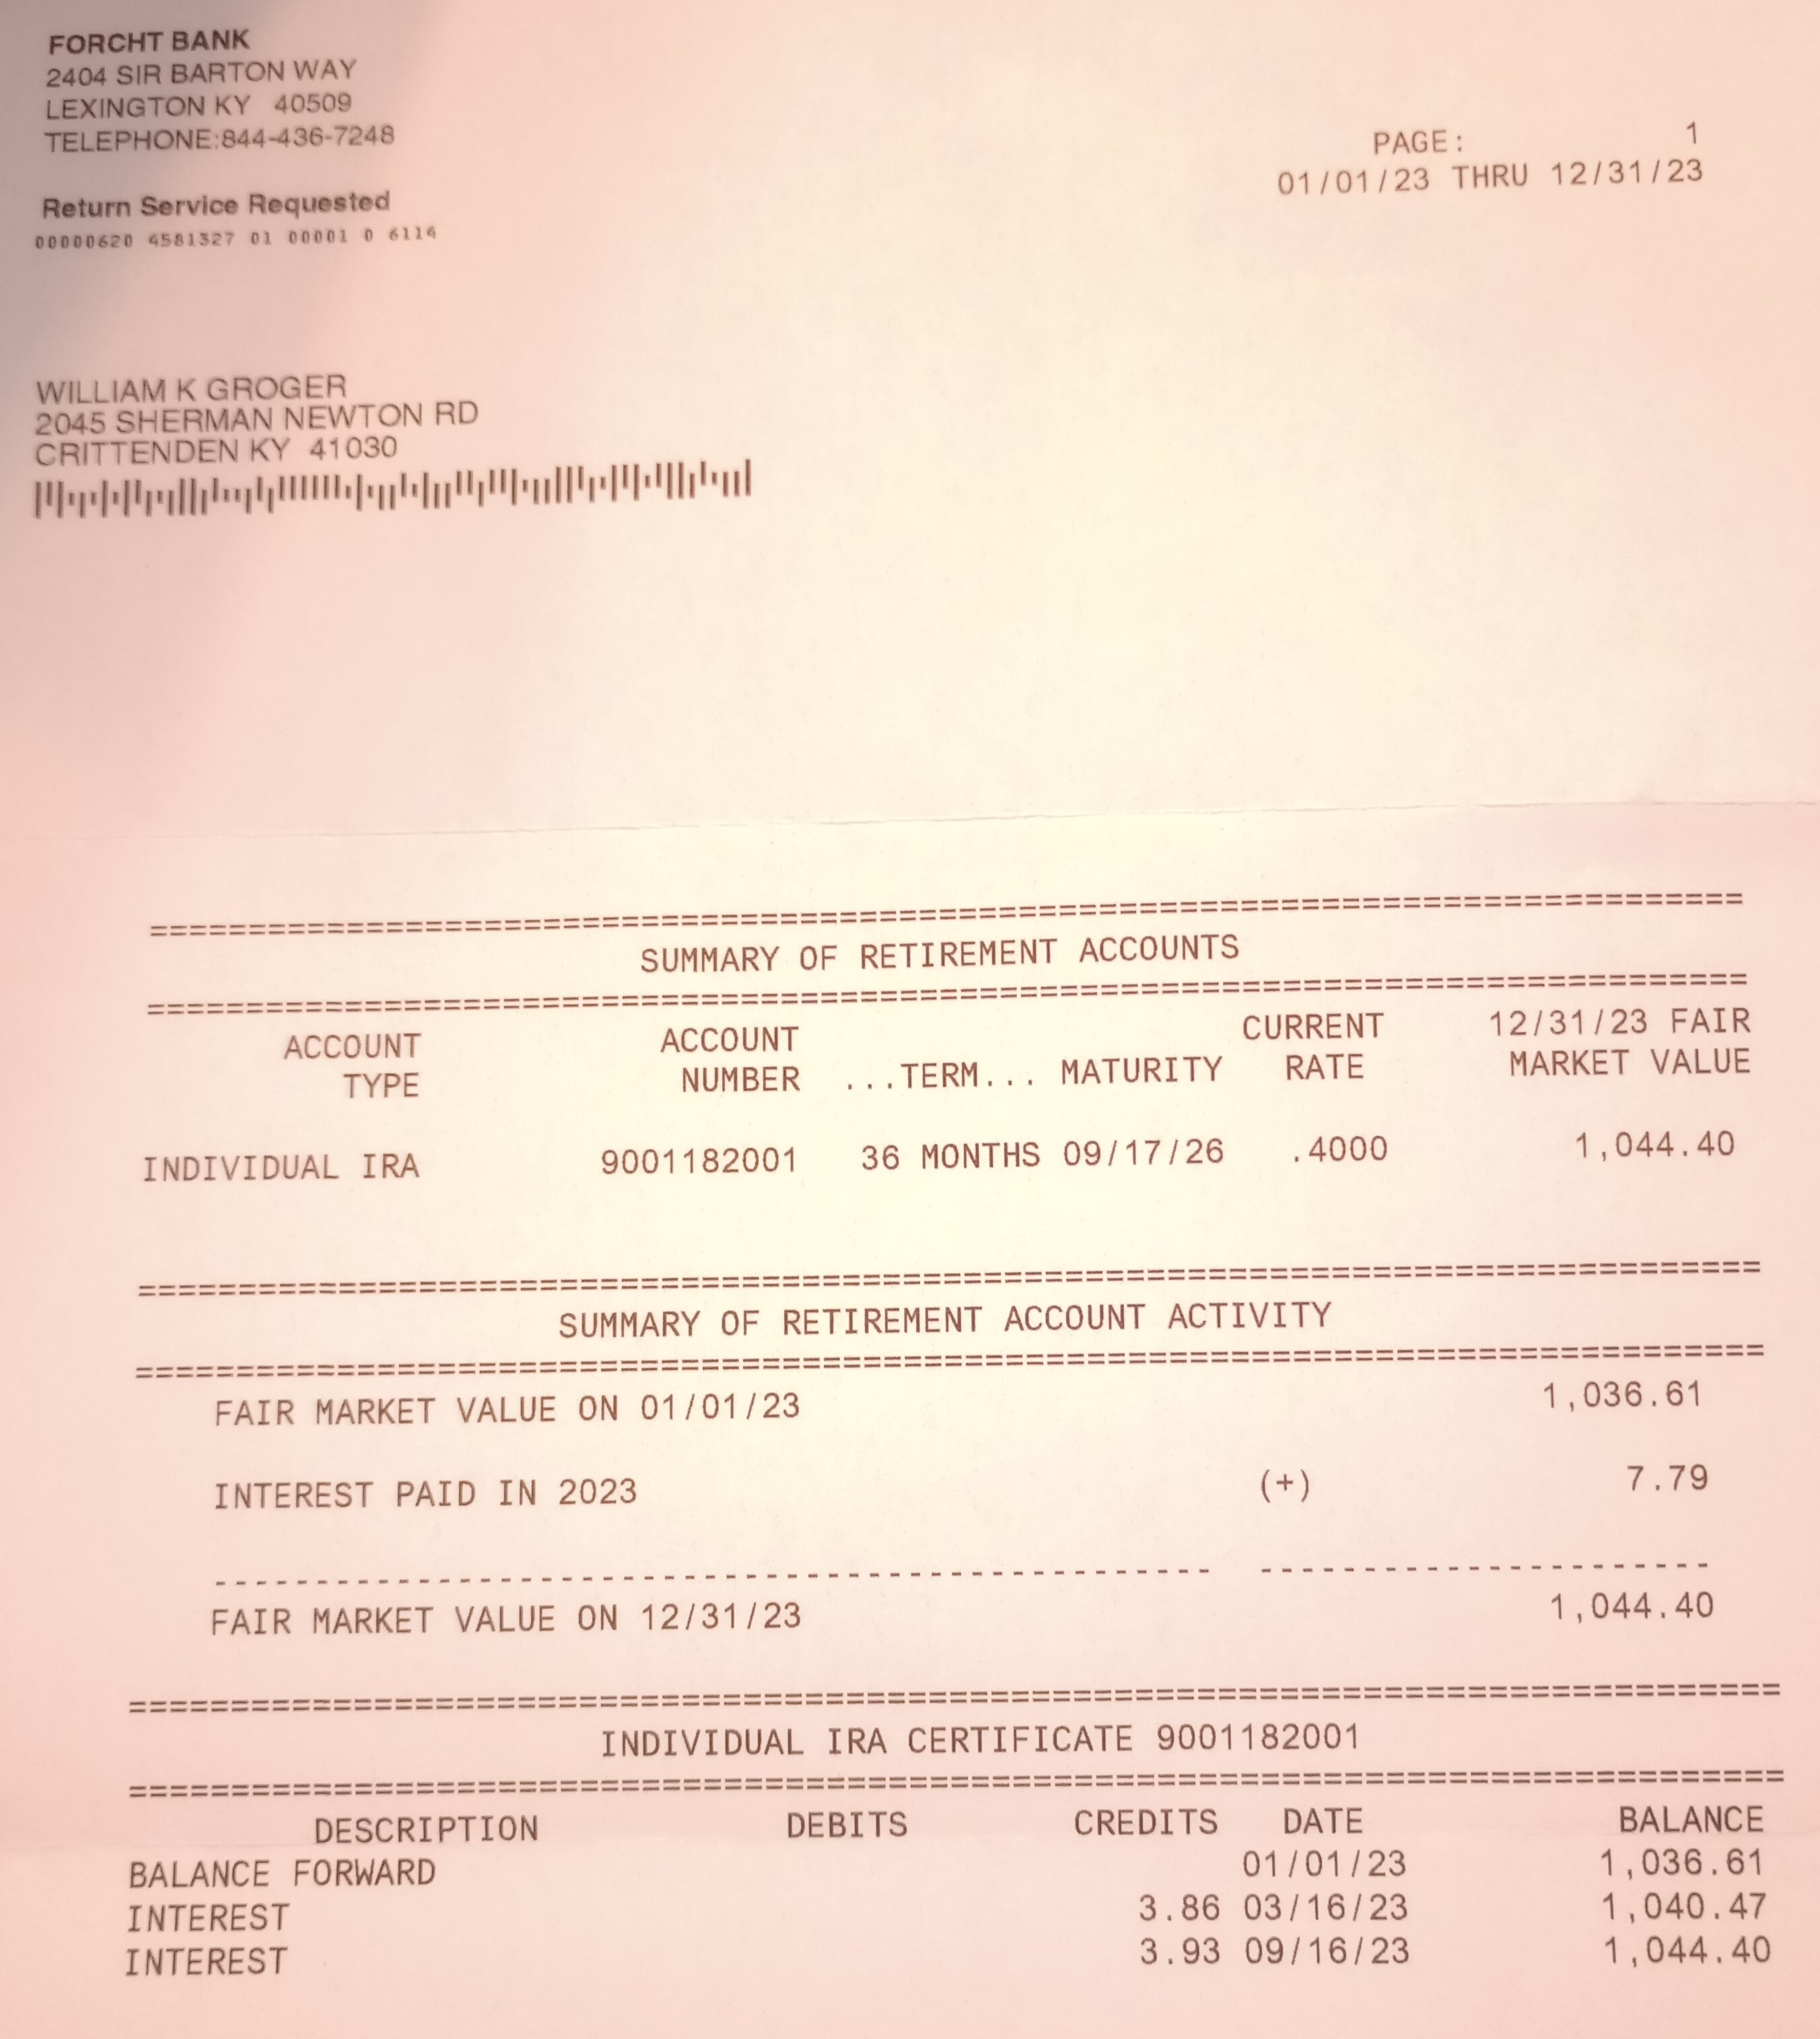 FORCHT BANK
2404 SIR BARTON WAY
LEXINGTON KY 40509
TELEPHONE:844-436-7248
PAGE: 1
01/01/23 THRU 12/31/23
Return Service Requested
00000620 4581327 01 00001 0 6114
WILLIAM K GROGER
2045 SHERMAN NEWTON RD
CRITTENDEN KY 41030
================================================================================
SUMMARY OF RETIREMENT ACCOUNTS
================================================================================
ACCOUNT ACCOUNT CURRENT 12/31/23 FAIR
TYPE NUMBER ...TERM... MATURITY RATE MARKET VALUE
INDIVIDUAL IRA 9001182001 36 MONTHS 09/17/26 .4000 1,044.40
================================================================================
SUMMARY OF RETIREMENT ACCOUNT ACTIVITY
================================================================================
FAIR MARKET VALUE ON 01/01/23 1,036.61
INTEREST PAID IN 2023 (+) 7.79
------------------------------------------------- ----------------------
FAIR MARKET VALUE ON 12/31/23 1,044.40
================================================================================
INDIVIDUAL IRA CERTIFICATE 9001182001
================================================================================
DESCRIPTION DEBITS CREDITS DATE BALANCE
BALANCE FORWARD 01/01/23 1,036.61
INTEREST 3.86 03/16/23 1,040.47
INTEREST 3.93 09/16/23 1,044.40